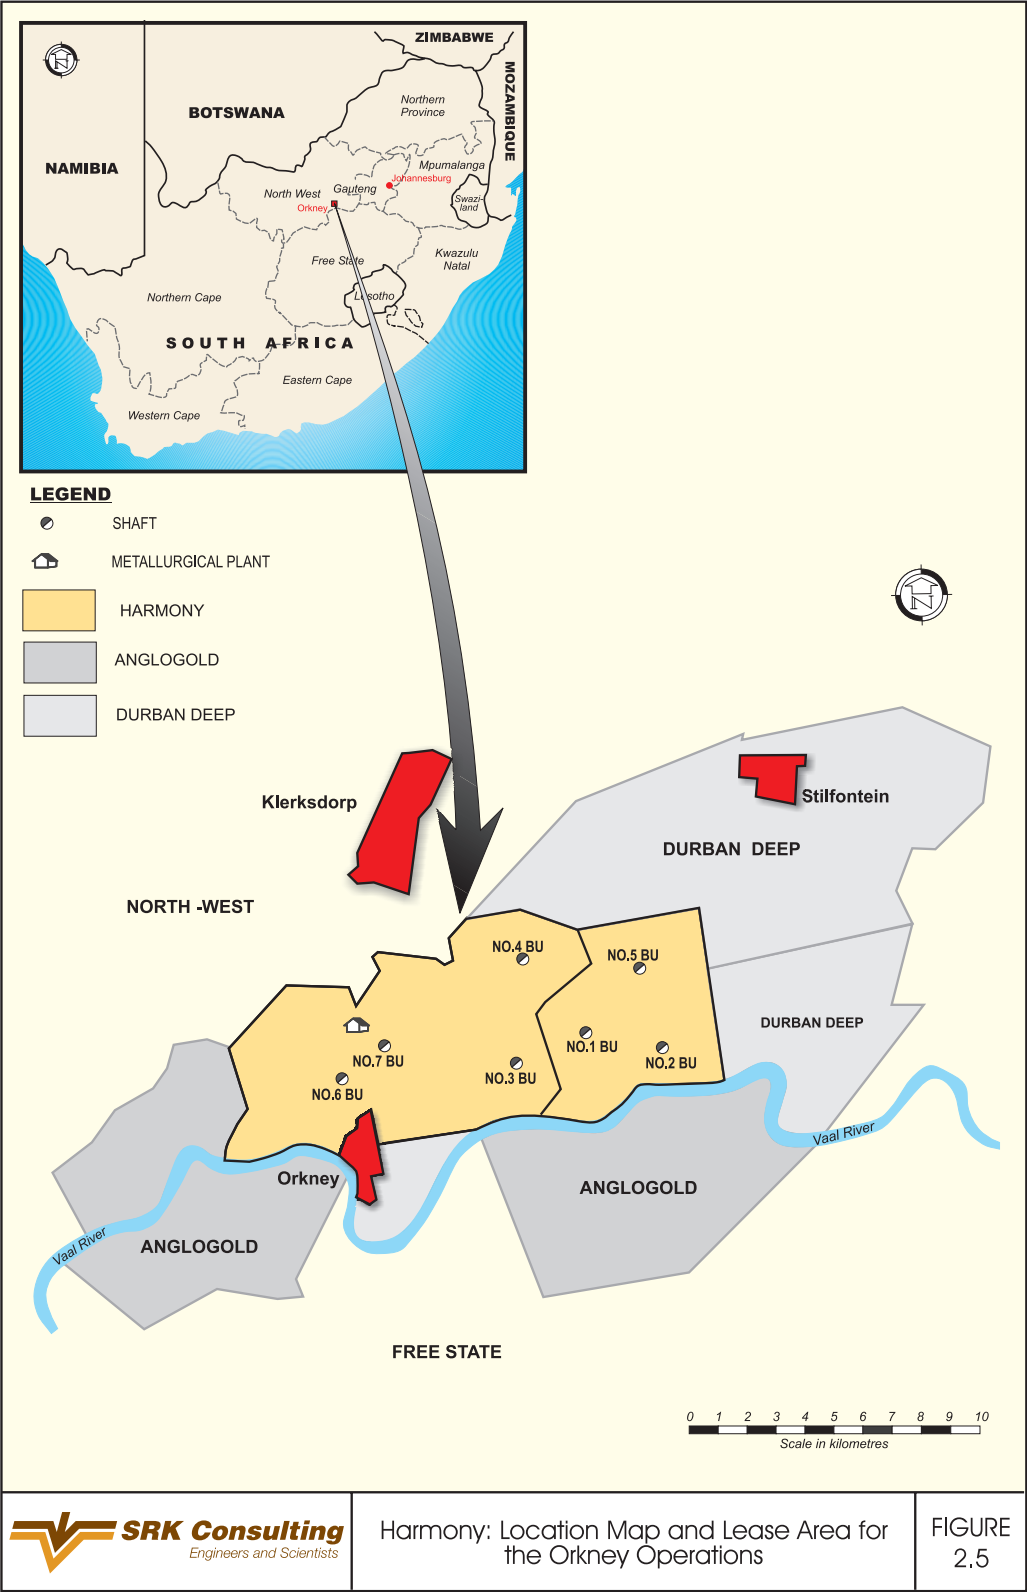 ZIMBABWE
MOZAMBIQUE
BOTSWANA
NAMIBIA
Northern
Province
Mpumalanga
Johannesburg
Gauteng
North West
Orkney
Swazi-
land
Free State
Kwazulu
Natal
Lesotho
Northern Cape
SOUTH AFRICA
Eastern Cape
Western Cape
N
LEGEND
SHAFT
METALLURGICAL PLANT
HARMONY
ANGLOGOLD
DURBAN DEEP
N
Klerksdorp
Stilfontein
DURBAN DEEP
NORTH -WEST
NO.4 BU
NO.5 BU
DURBAN DEEP
NO.1 BU
NO.2 BU
NO.7 BU
NO.3 BU
NO.6 BU
Vaal River
Orkney
ANGLOGOLD
Vaal River
ANGLOGOLD
FREE STATE
0 1 2 3 4 5 6 7 8 9 10
Scale in kilometres
SRK Consulting
Engineers and Scientists
Harmony: Location Map and Lease Area for
the Orkney Operations
FIGURE
2.5